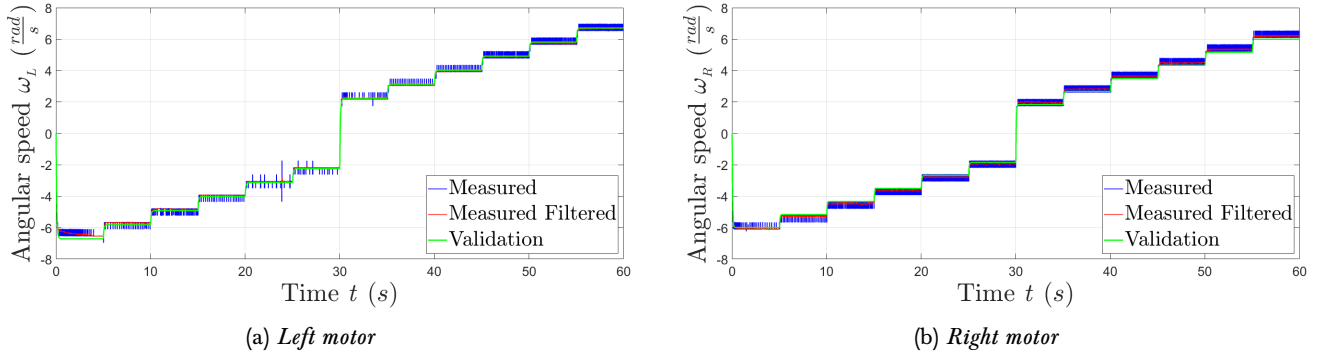 8
6
4
2
0
-2
-4
-6
-8
Angular speed ω_L (rad/s)
0 10 20 30 40 50 60
Time t (s)
Measured
Measured Filtered
Validation
(a) Left motor
8
6
4
2
0
-2
-4
-6
-8
Angular speed ω_R (rad/s)
0 10 20 30 40 50 60
Time t (s)
Measured
Measured Filtered
Validation
(b) Right motor